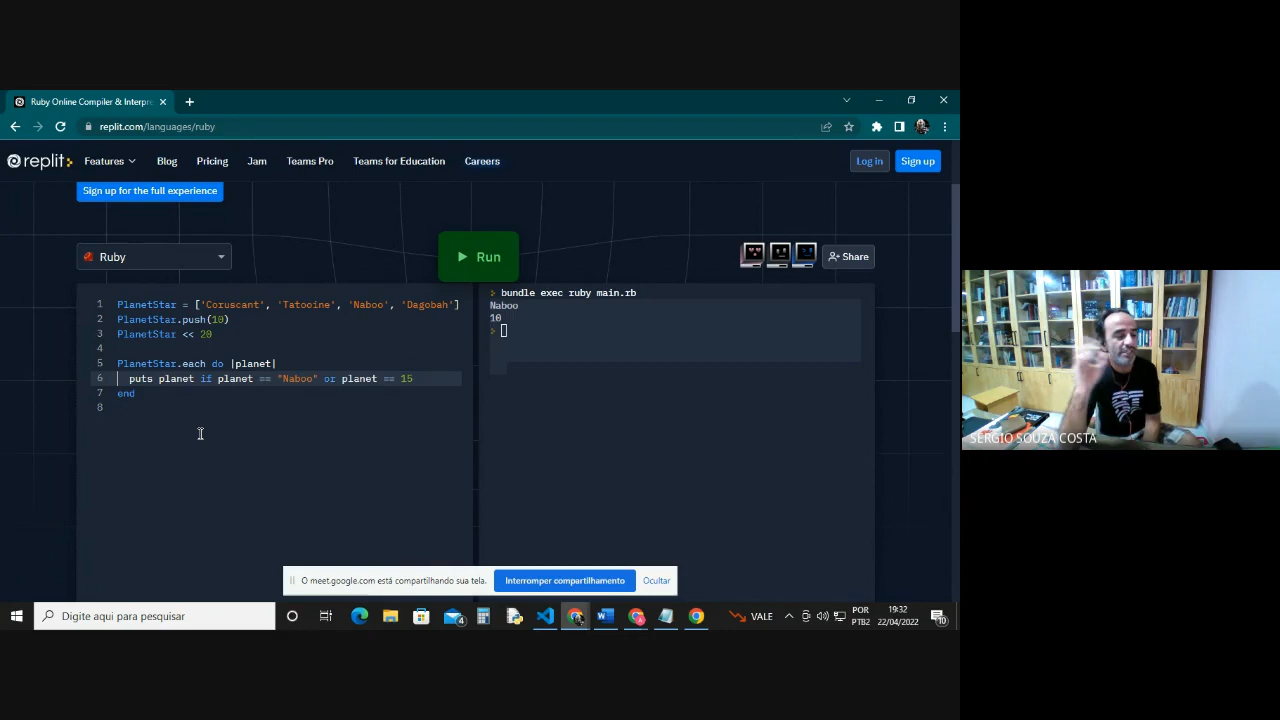 Ruby Online Compiler & Interpre
replit.com/languages/ruby
replit
Features
Blog
Pricing
Jam
Teams Pro
Teams for Education
Careers
Log in
Sign up
Sign up for the full experience
Ruby
Run
Share
1 PlanetStar = ['Coruscant', 'Tatooine', 'Naboo', 'Dagobah']
2 PlanetStar.push(10)
3 PlanetStar << 20
4
5 PlanetStar.each do |planet|
6 puts planet if planet == "Naboo" or planet == 15
7 end
8
> bundle exec ruby main.rb
Naboo
10
>
SERGIO SOUZA COSTA
O meet.google.com está compartilhando sua tela.
Interromper compartilhamento
Ocultar
Digite aqui para pesquisar
4
VALE
POR
PTB2
19:32
22/04/2022
10